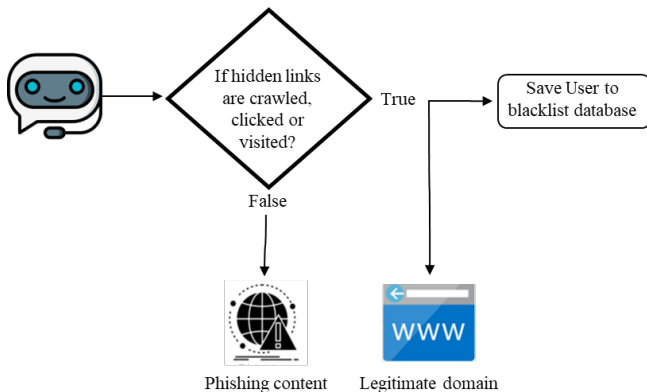 If hidden links
are crawled,
clicked or
visited?
True
Save User to
blacklist database
False
www
Phishing content
Legitimate domain